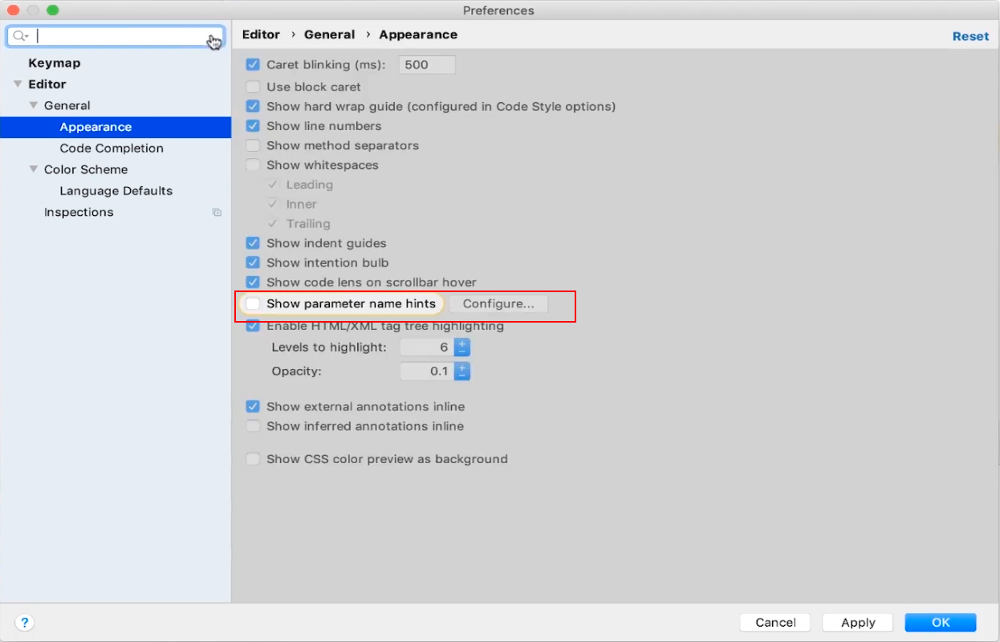 Preferences
Keymap
Editor
General
Appearance
Code Completion
Color Scheme
Language Defaults
Inspections
Editor › General › Appearance
Reset
Caret blinking (ms): 500
Use block caret
Show hard wrap guide (configured in Code Style options)
Show line numbers
Show method separators
Show whitespaces
Leading
Inner
Trailing
Show indent guides
Show intention bulb
Show code lens on scrollbar hover
Show parameter name hints Configure...
Enable HTML/XML tag tree highlighting
Levels to highlight: 6
Opacity: 0.1
Show external annotations inline
Show inferred annotations inline
Show CSS color preview as background
? Cancel Apply OK